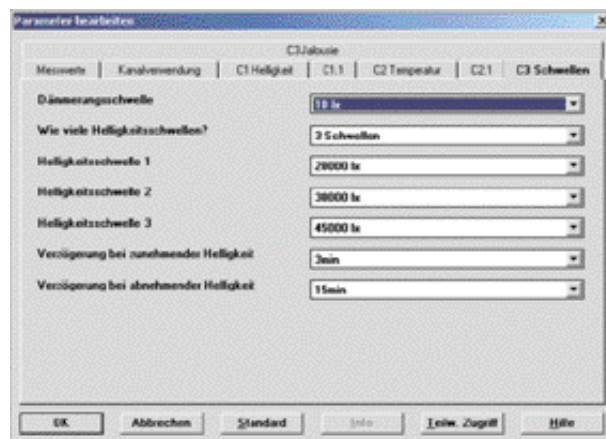 Parameter bearbeiten
C3Jalousie
Messwerte Kanalverwendung C1 Helligkeit C1.1 C2 Temperatur C2.1 C3 Schwellen
Dämmerungsschwelle 10 lx
Wie viele Helligkeitsschwellen? 3 Schwellen
Helligkeitsschwelle 1 20000 lx
Helligkeitsschwelle 2 30000 lx
Helligkeitsschwelle 3 45000 lx
Verzögerung bei zunehmender Helligkeit 3min
Verzögerung bei abnehmender Helligkeit 15min
OK Abbrechen Standard Info Teilw. Zugriff Hilfe